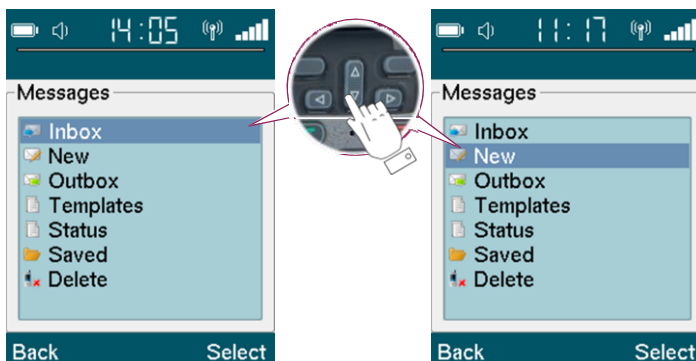 14:05
Messages
Inbox
New
Outbox
Templates
Status
Saved
Delete
Back Select
11:17
Messages
Inbox
New
Outbox
Templates
Status
Saved
Delete
Back Select